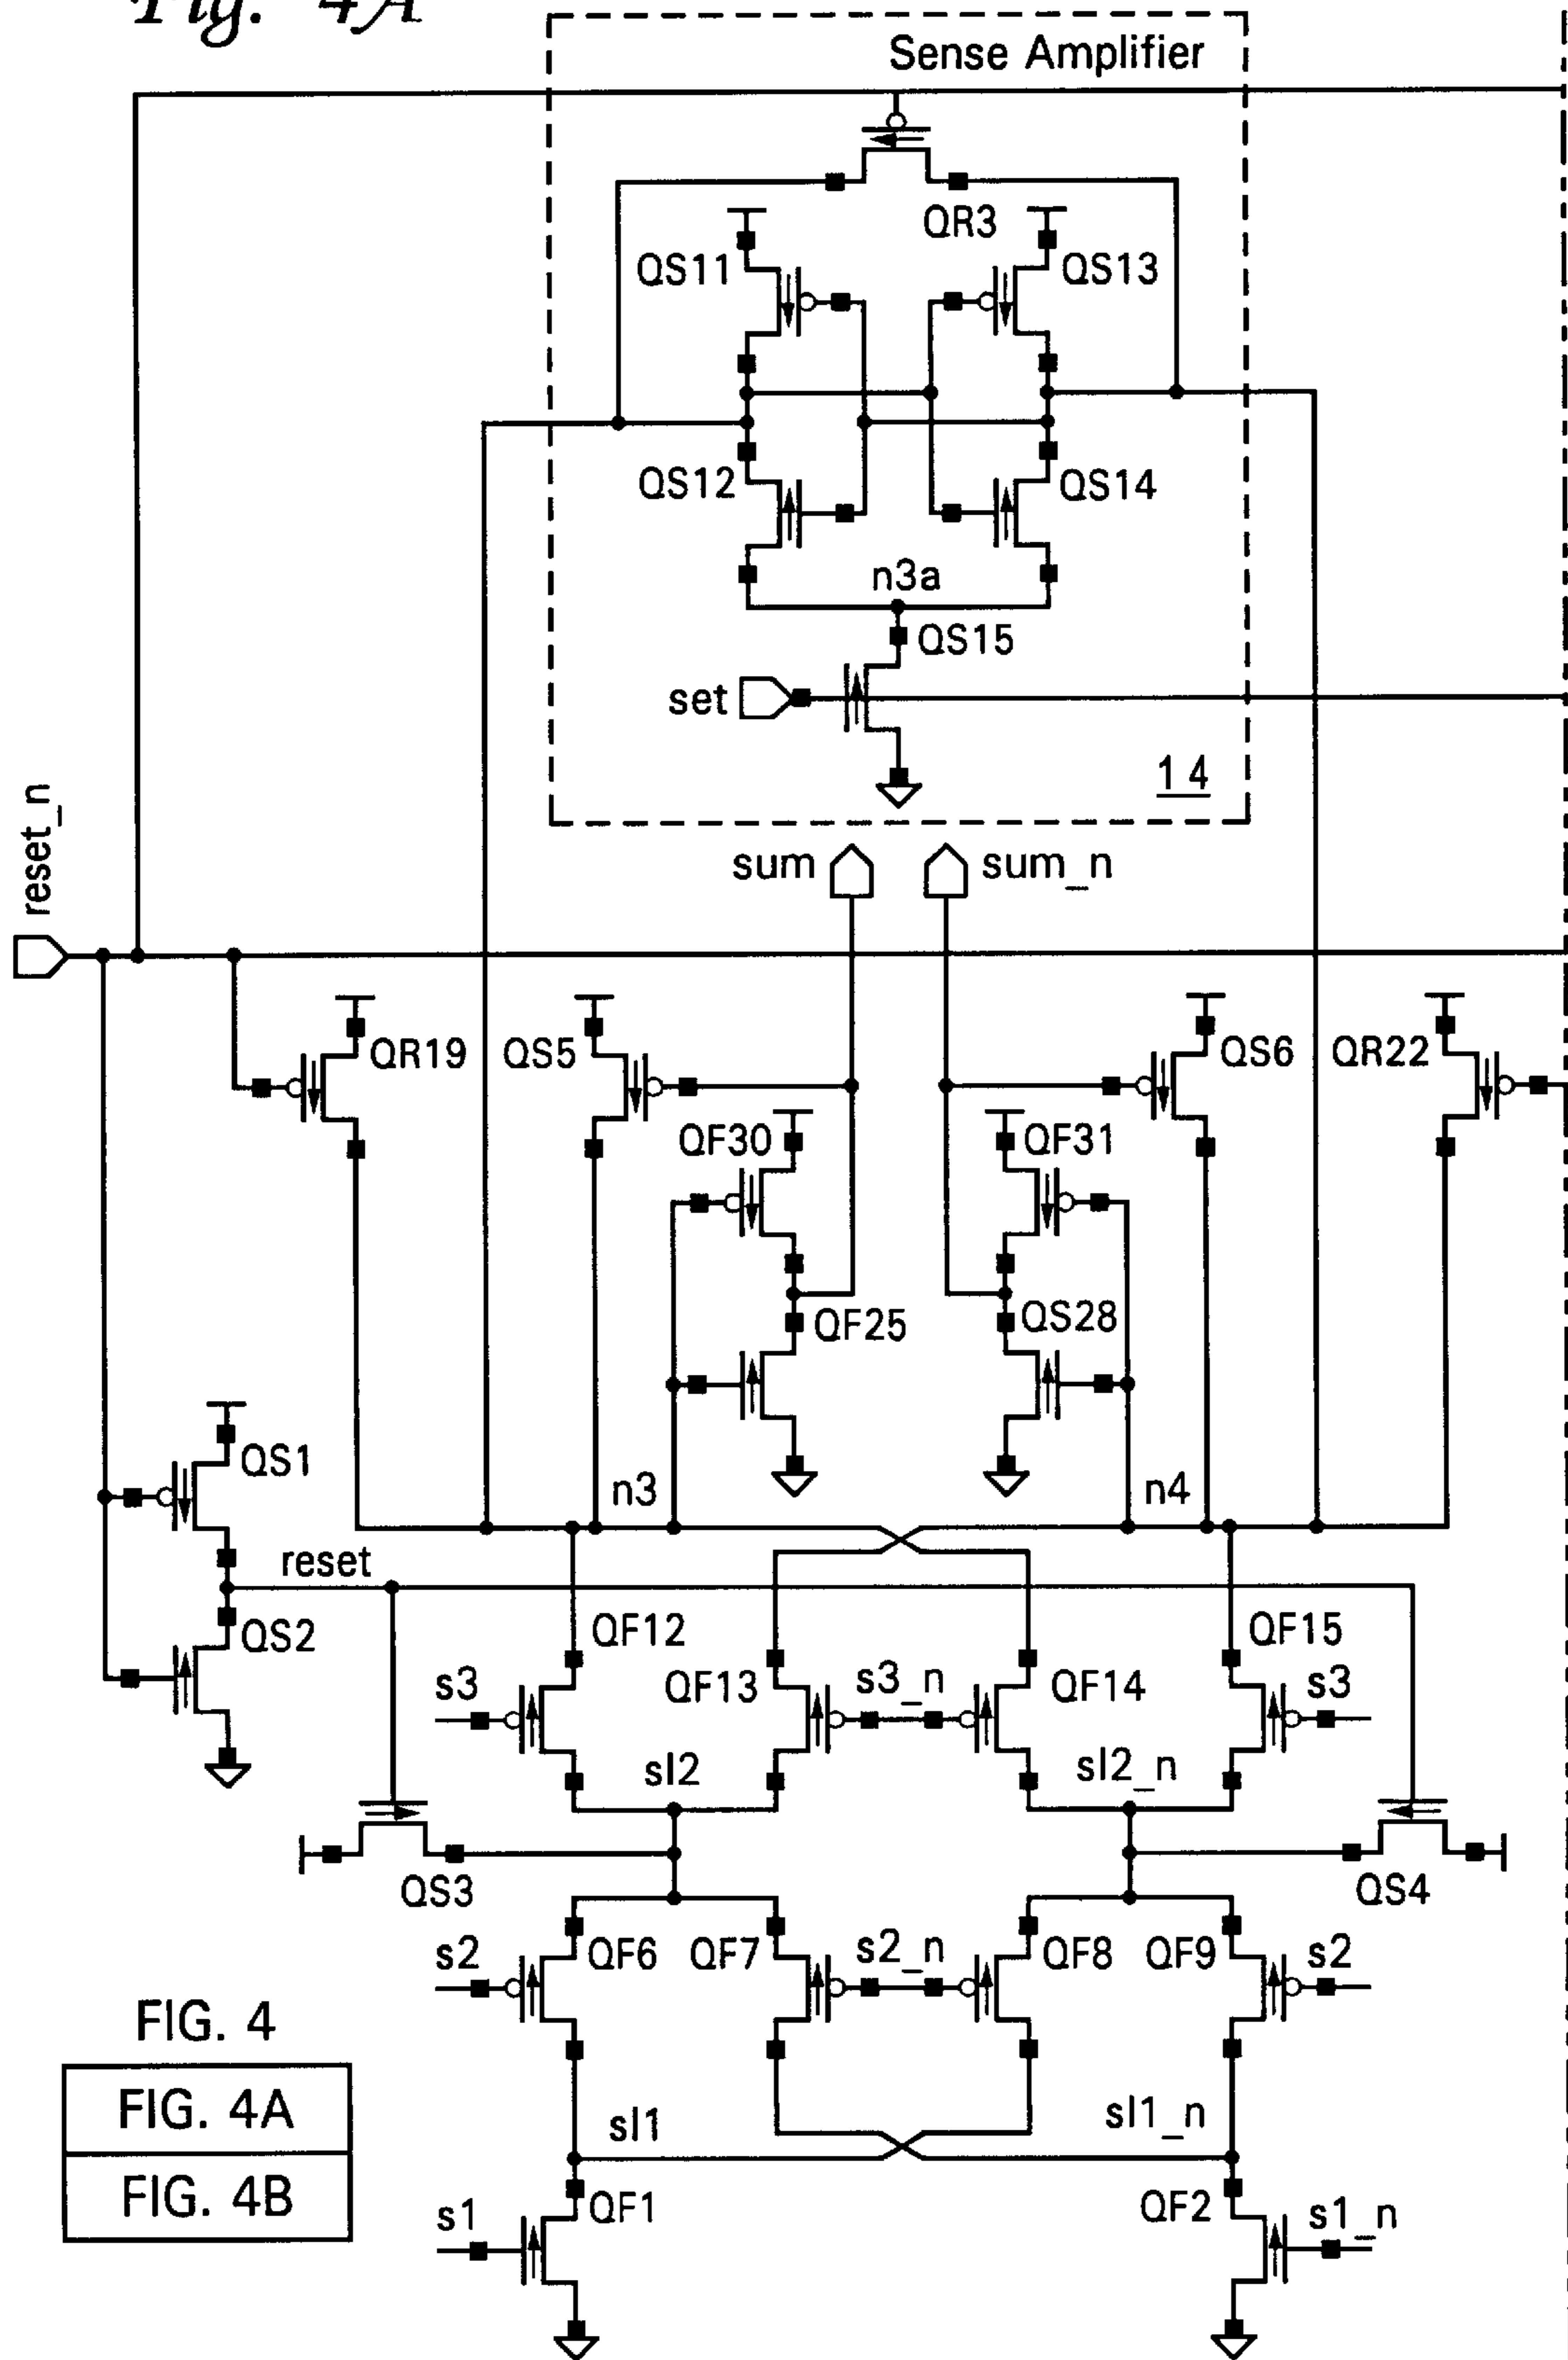 Fig. 4A
Sense Amplifier
QR3
QS11
QS13
QS12
QS14
n3a
QS15
set
14
reset_n
sum
sum_n
QR19
QS5
QS6
QR22
QF30
QF31
QF25
QS28
QS1
n3
n4
reset
QS2
QF12
QF15
s3
QF13
s3_n
QF14
s3
sl2
sl2_n
QS3
QS4
s2
QF6
QF7
s2_n
QF8
QF9
s2
FIG. 4
FIG. 4A
FIG. 4B
sl1
sl1_n
s1
QF1
QF2
s1_n